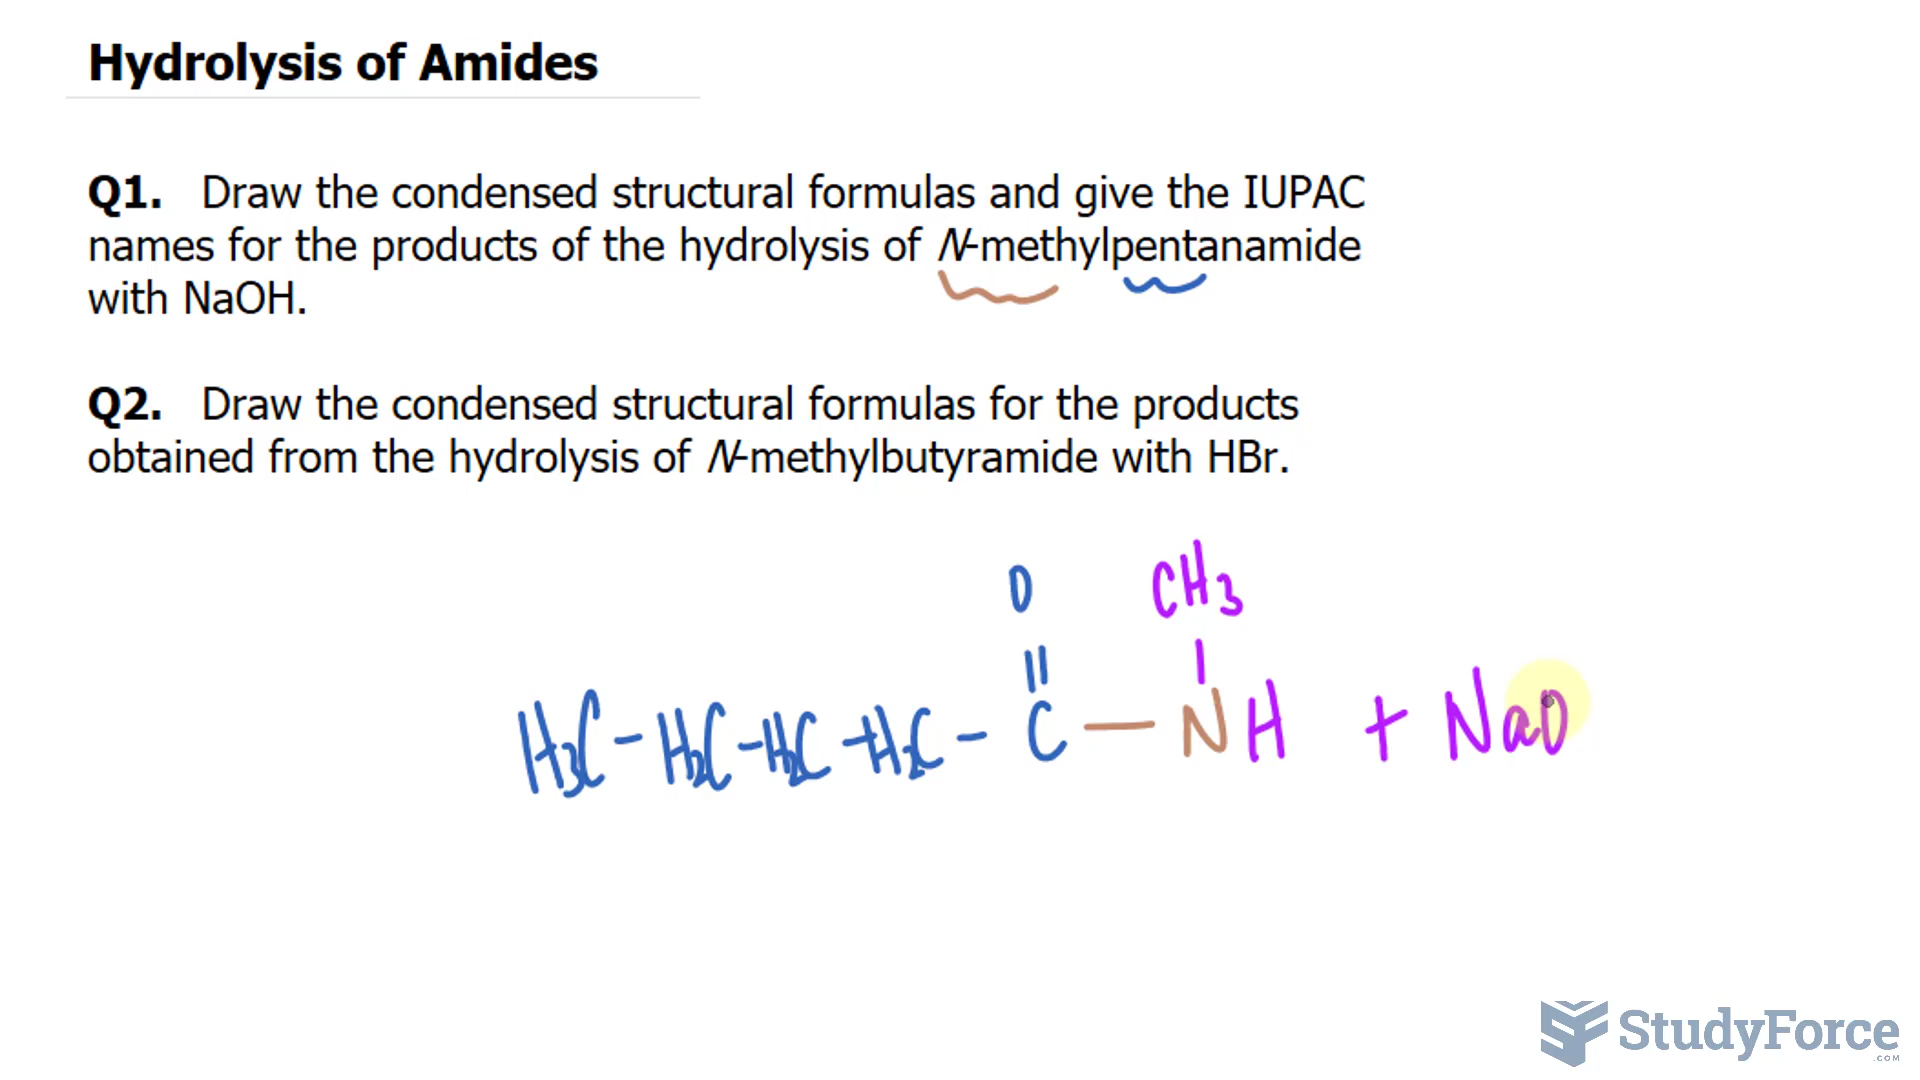 Hydrolysis of Amides
Q1. Draw the condensed structural formulas and give the IUPAC
names for the products of the hydrolysis of N-methylpentanamide
with NaOH.
Q2. Draw the condensed structural formulas for the products
obtained from the hydrolysis of N-methylbutyramide with HBr.
O CH3
||  |
H3C-H2C-H2C-H2C-C-NH + NaO
StudyForce
.COM